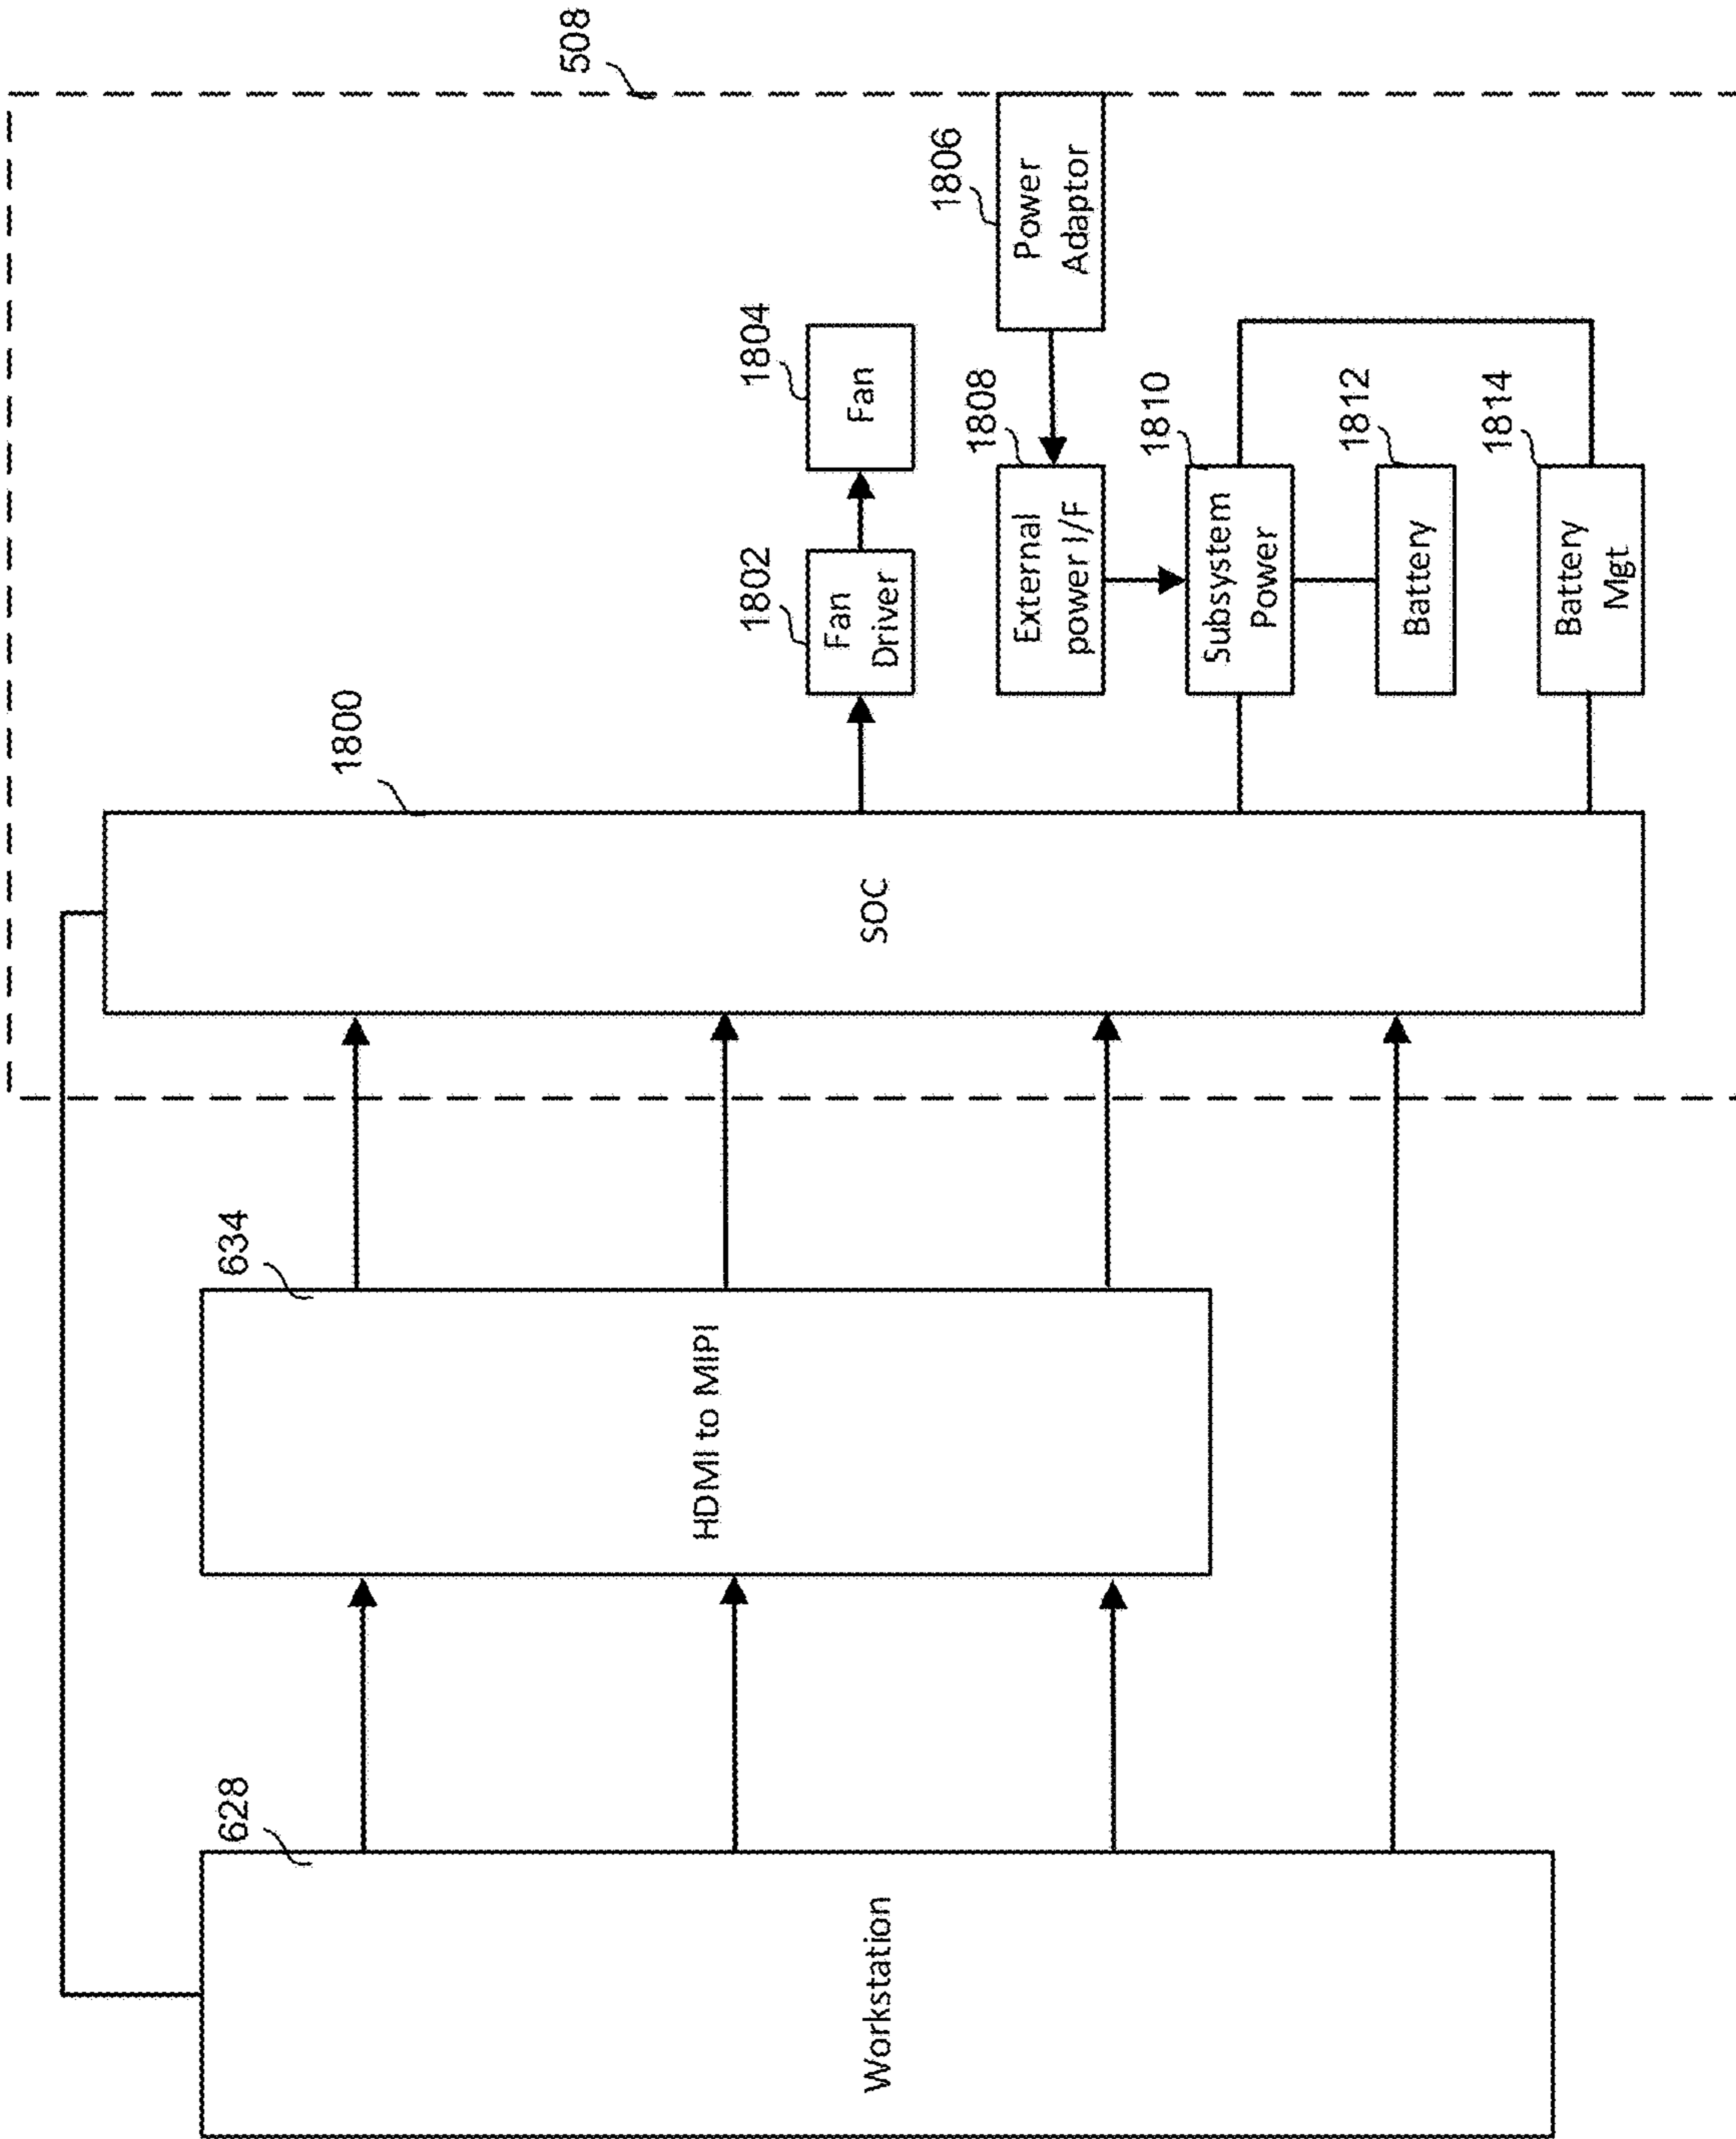 508
1800
1802
Fan
Driver
1804
Fan
1806
Power
Adaptor
1808
External
power I/F
1810
Subsystem
Power
1812
Battery
1814
Battery
Mgt
SOC
634
HDMI to MIPI
628
Workstation